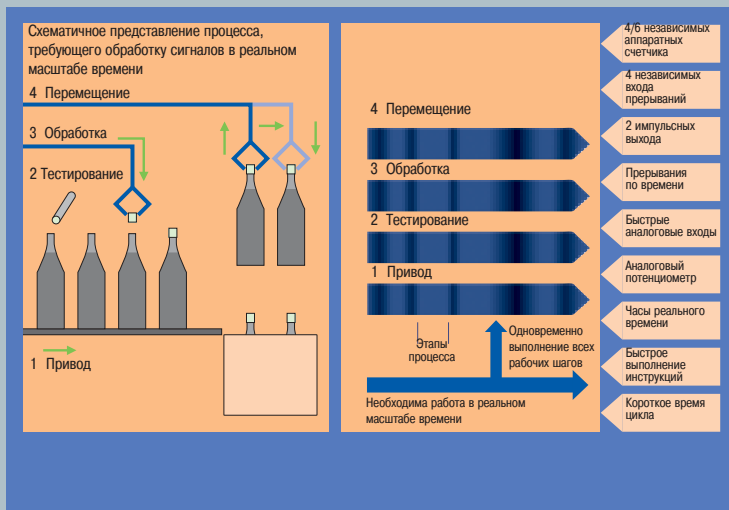 Схематичное представление процесса,
требующего обработку сигналов в реальном
масштабе времени
4 Перемещение
3 Обработка
2 Тестирование
1 Привод
4 Перемещение
3 Обработка
2 Тестирование
1 Привод
Этапы
процесса
Одновременно
выполнение всех
рабочих шагов
Необходима работа в реальном
масштабе времени
4/6 независимых
аппаратных
счетчика
4 независимых
входа
прерываний
2 импульсных
выхода
Прерывания
по времени
Быстрые
аналоговые входы
Аналоговый
потенциометр
Часы реального
времени
Быстрое
выполнение
инструкций
Короткое время
цикла